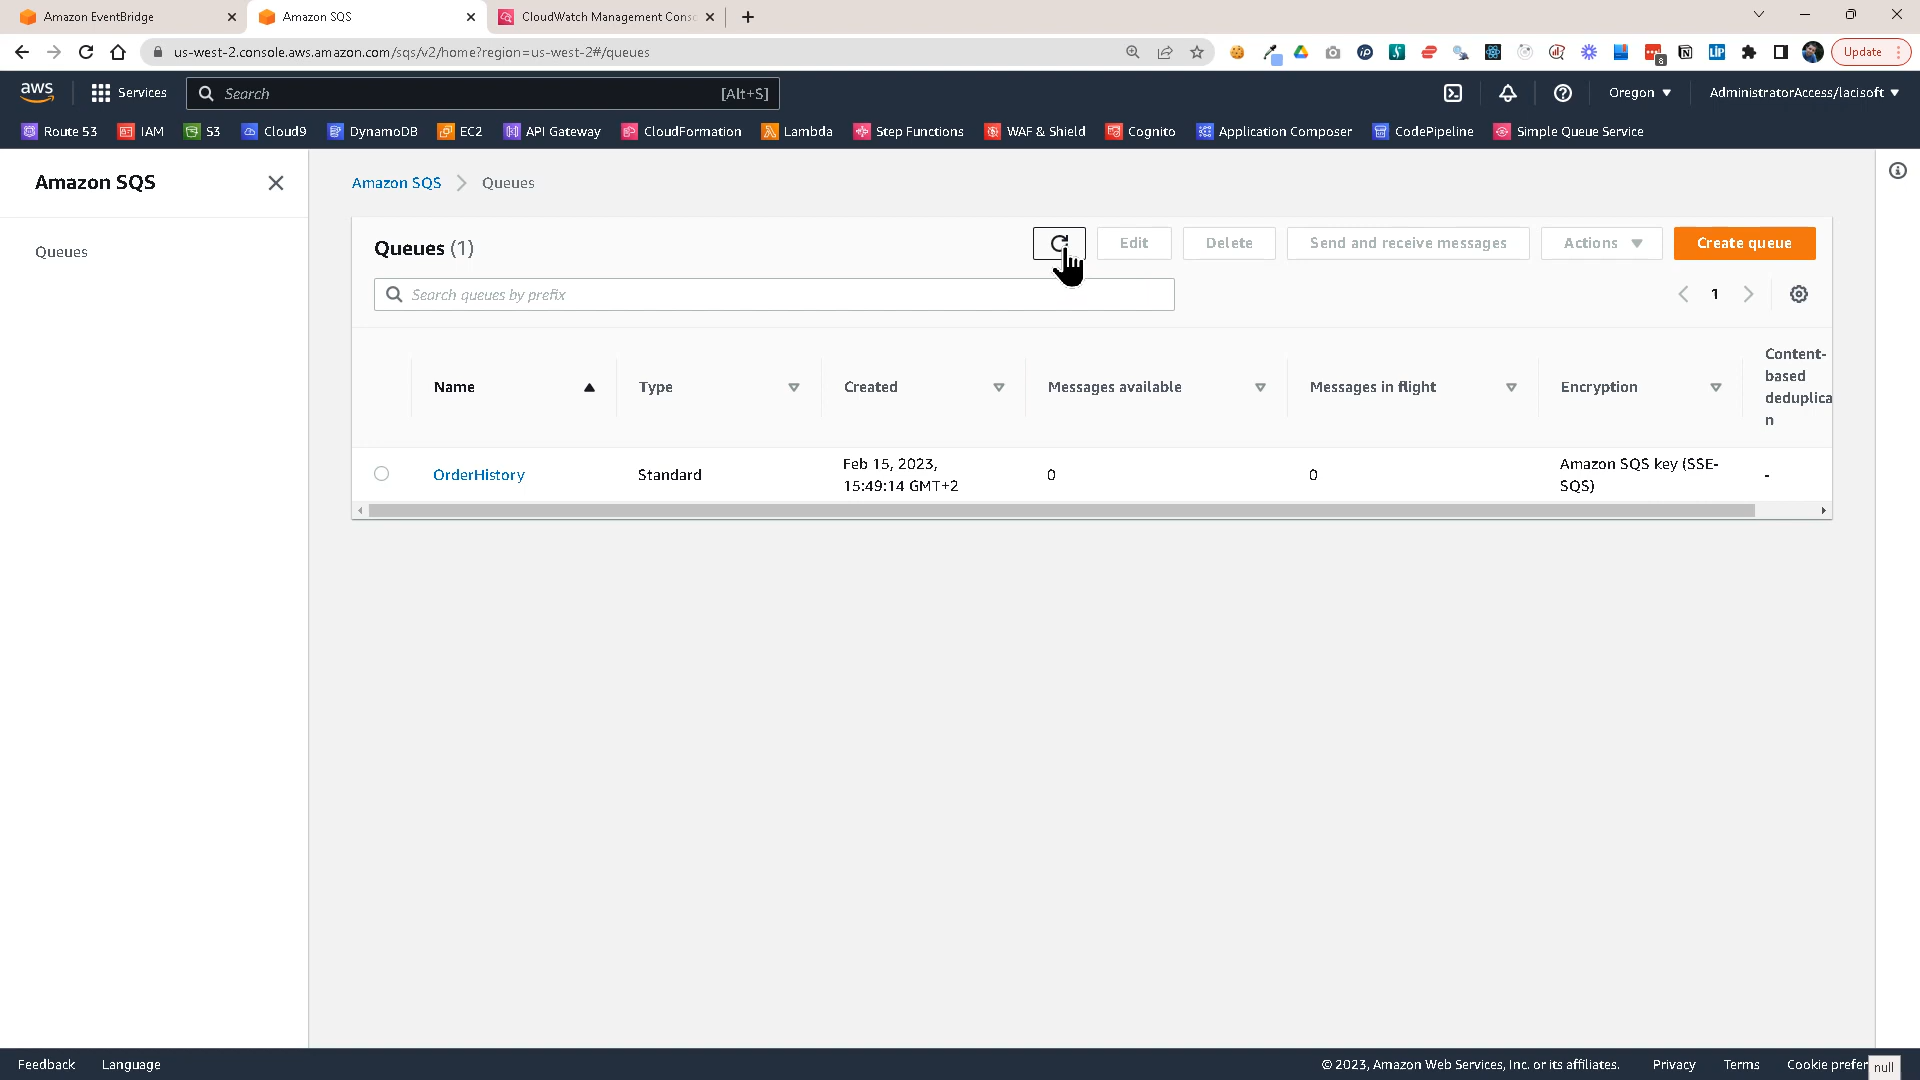 Amazon EventBridge
Amazon SQS
CloudWatch Management Conso
us-west-2.console.aws.amazon.com/sqs/v2/home?region=us-west-2#/queues
Update
aws
Services
Search
[Alt+S]
Oregon
AdministratorAccess/lacisoft
Route 53
IAM
S3
Cloud9
DynamoDB
EC2
API Gateway
CloudFormation
Lambda
Step Functions
WAF & Shield
Cognito
Application Composer
CodePipeline
Simple Queue Service
Amazon SQS
Queues
Amazon SQS
Queues
Queues (1)
Edit
Delete
Send and receive messages
Actions
Create queue
Search queues by prefix
1
Name
Type
Created
Messages available
Messages in flight
Encryption
Content-
based
deduplica
n
OrderHistory
Standard
Feb 15, 2023,
15:49:14 GMT+2
0
0
Amazon SQS key (SSE-
SQS)
-
Feedback
Language
© 2023, Amazon Web Services, Inc. or its affiliates.
Privacy
Terms
Cookie prefer
null